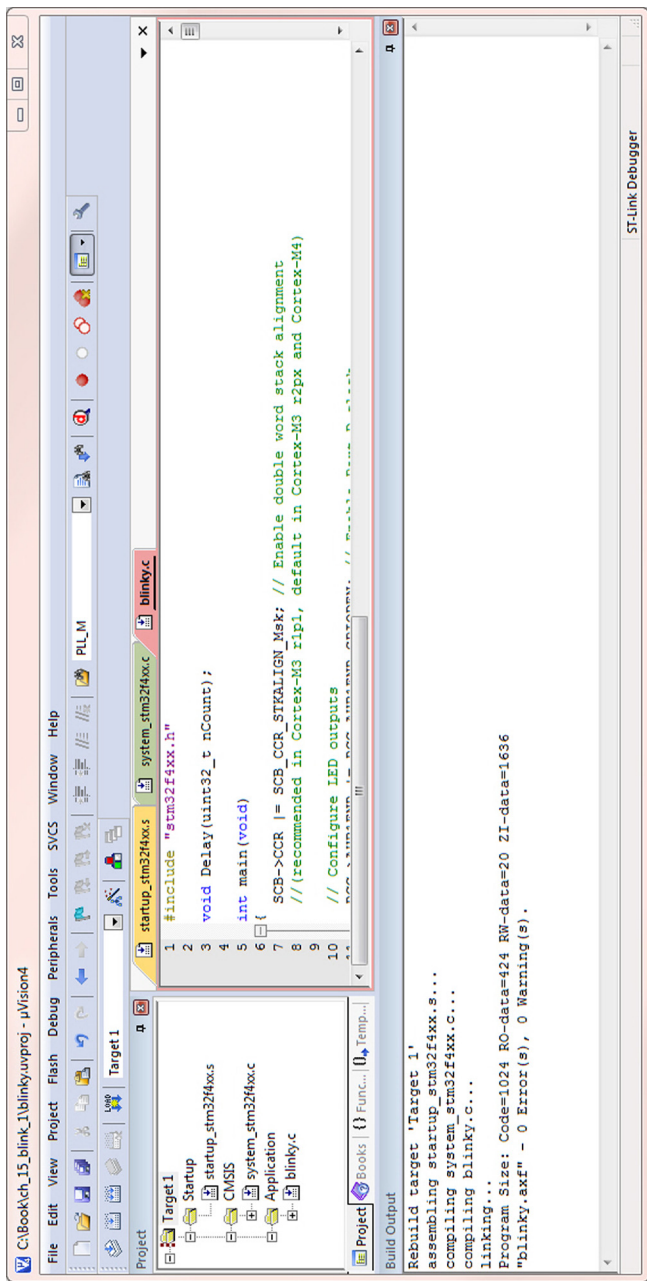 C:\Book\ch_15_blink_1\blinky.uvproj - µVision4
File Edit View Project Flash Debug Peripherals Tools SVCS Window Help
PLL_M
LOAD Target 1
Project
Target 1
Startup
startup_stm32f4xx.s
CMSIS
system_stm32f4xx.c
Application
blinky.c
Project Books {} Func... 0 Temp...
startup_stm32f4xx.s system_stm32f4xx.c blinky.c
1 #include "stm32f4xx.h"
2
3 void Delay(uint32_t nCount);
4
5 int main(void)
6 {
7 SCB->CCR |= SCB_CCR_STKALIGN_Msk; // Enable double word stack alignment
8 //(recommended in Cortex-M3 r1p1, default in Cortex-M3 r2px and Cortex-M4)
9
10 // Configure LED outputs
Build Output
Rebuild target 'Target 1'
assembling startup_stm32f4xx.s...
compiling system_stm32f4xx.c...
compiling blinky.c...
linking...
Program Size: Code=1024 RO-data=424 RW-data=20 ZI-data=1636
"blinky.axf" - 0 Error(s), 0 Warning(s).
ST-Link Debugger